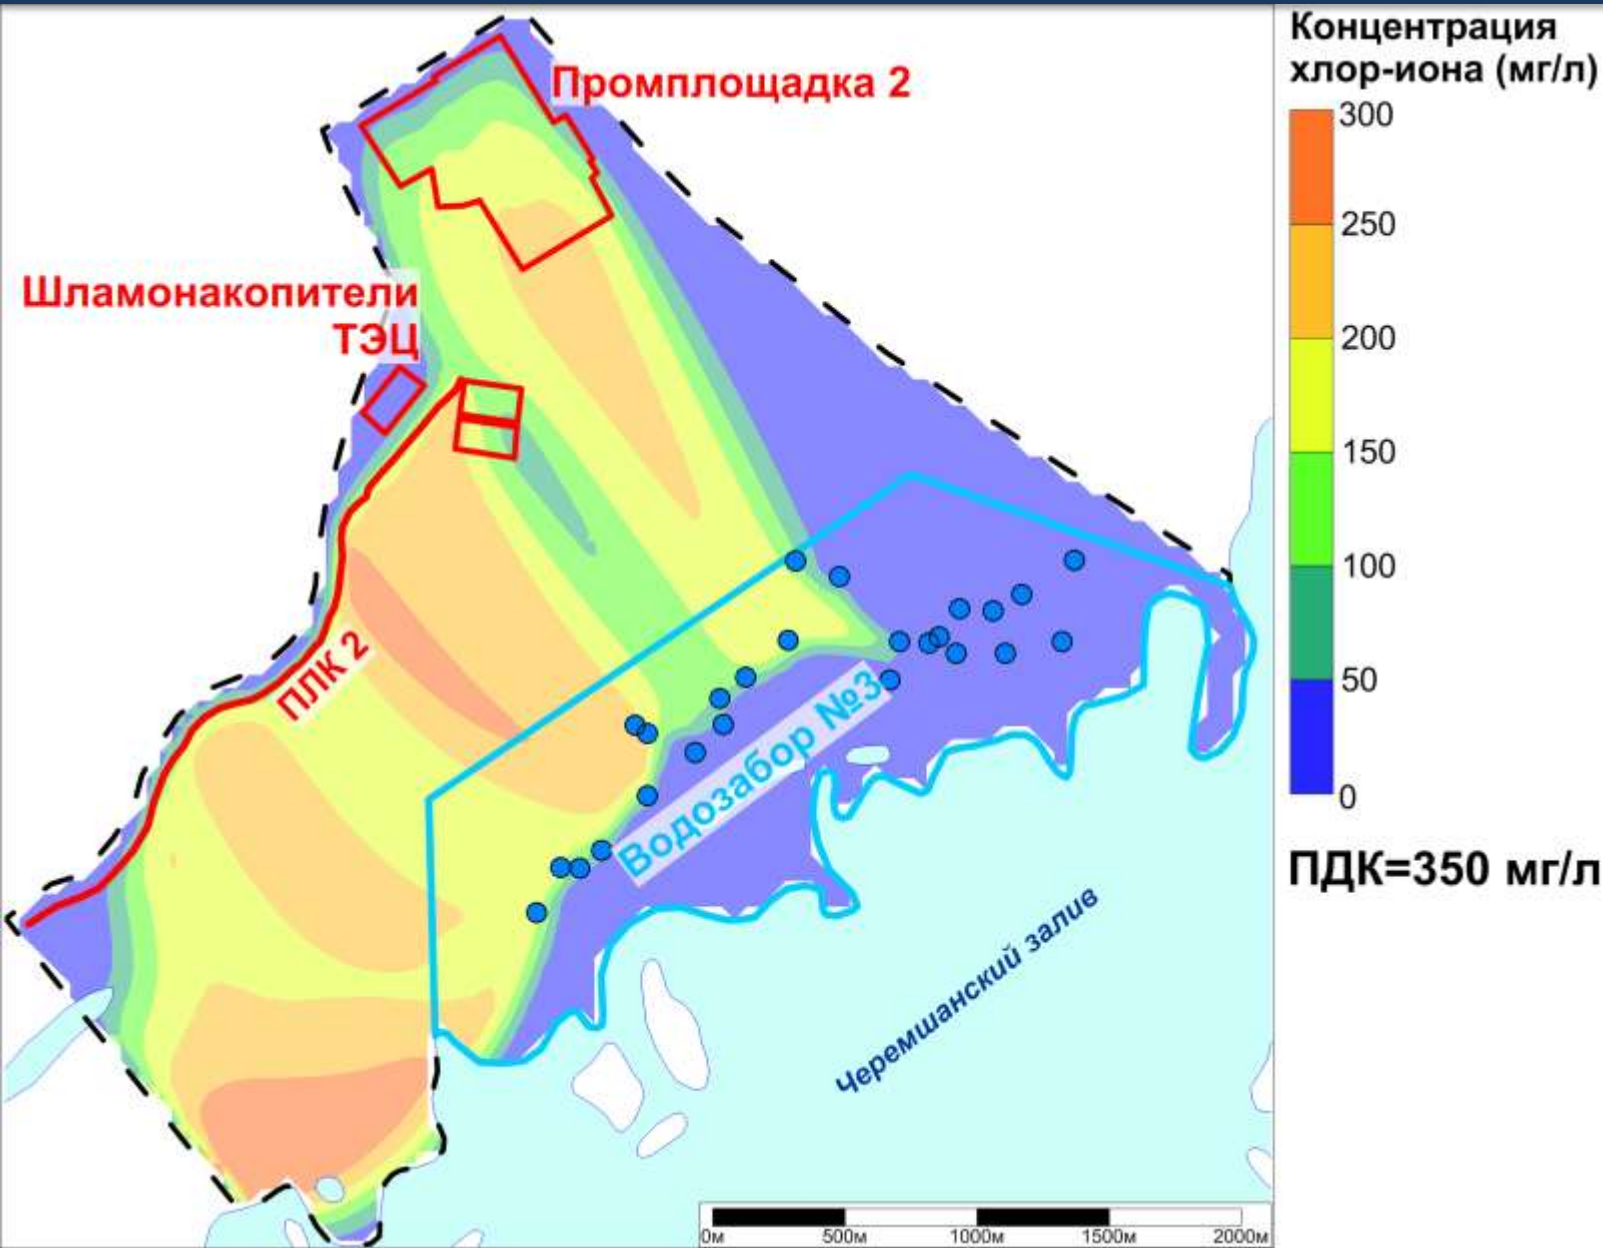 Концентрация
хлор-иона (мг/л)
Промплощадка 2
300
250
Шламонакопители
ТЭЦ
200
150
100
ПЛК 2
50
Водозабор №3
0
ПДК=350 мг/л
Черемшанский залив
0м 500м 1000м 1500м 2000м